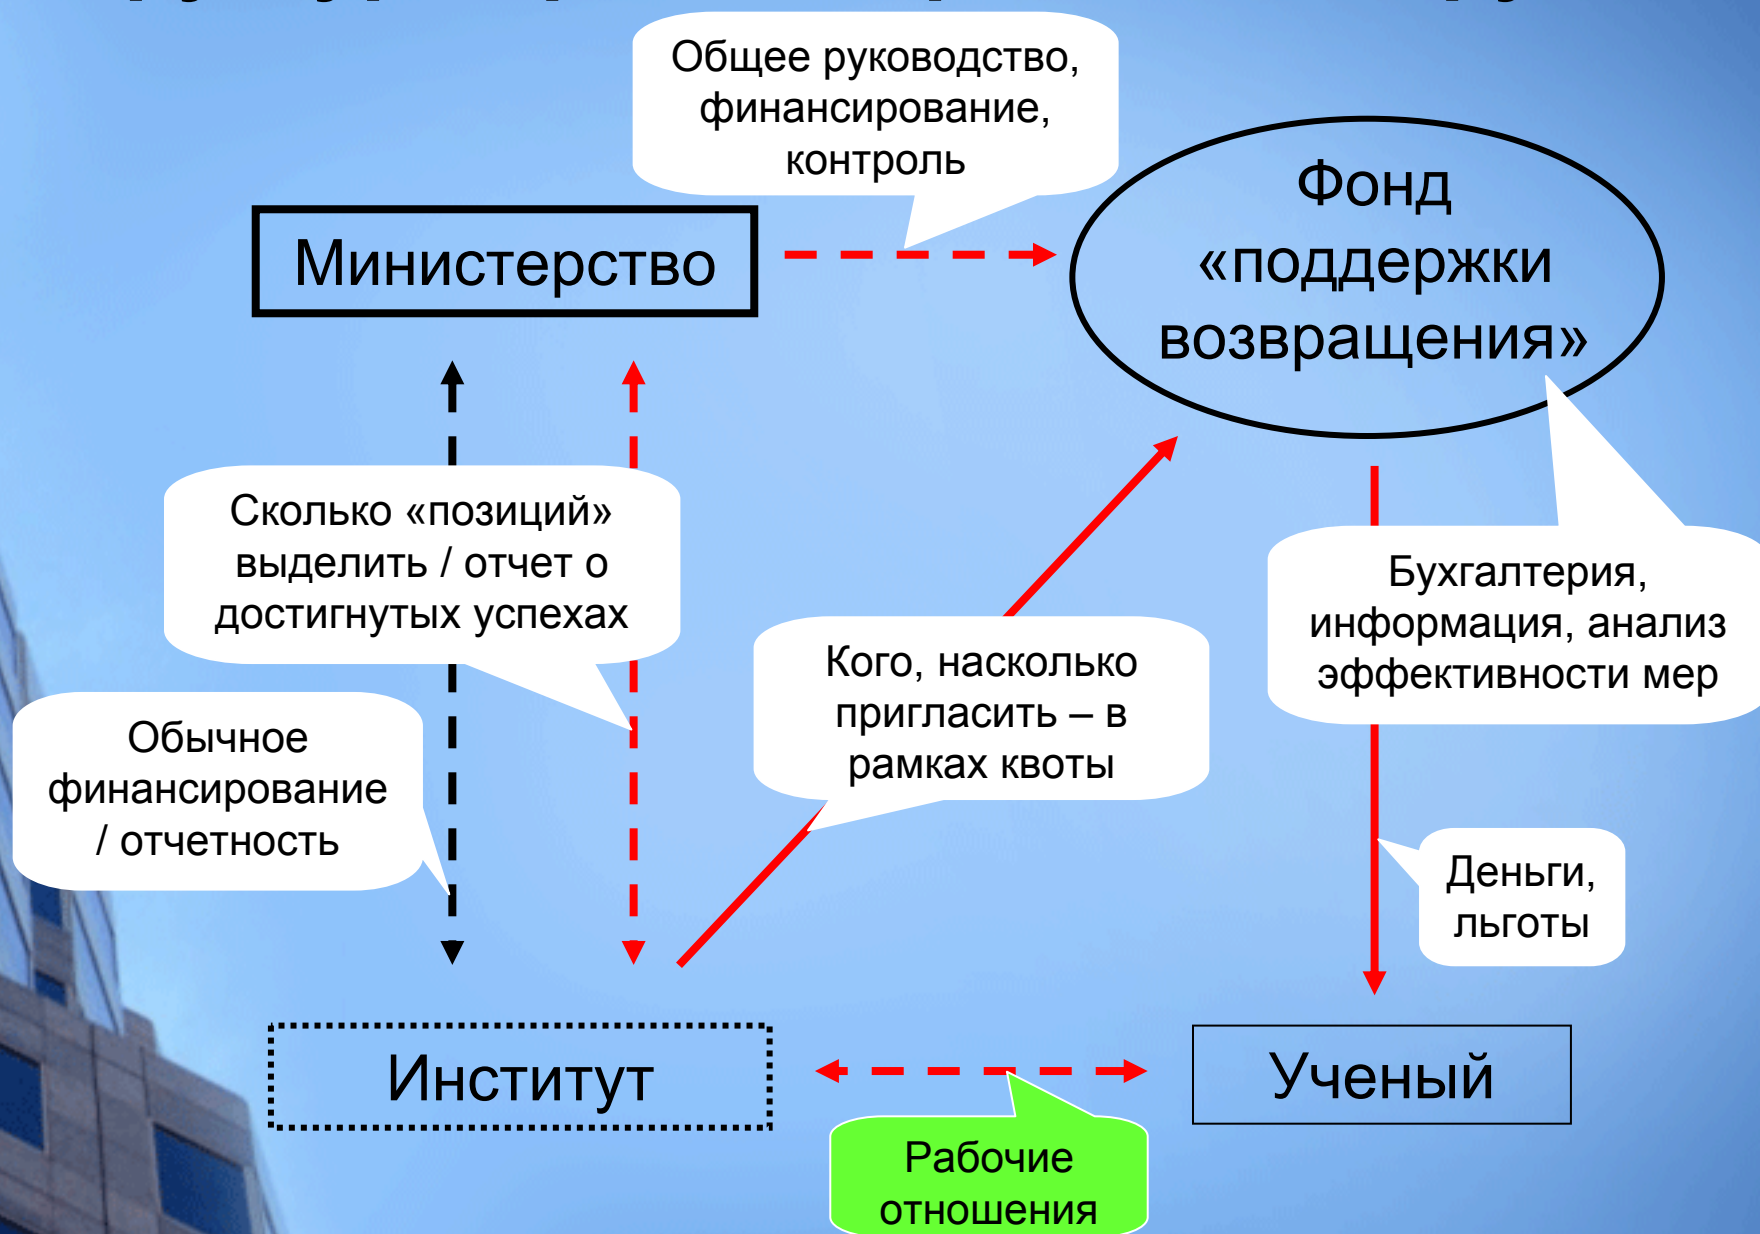 Общее руководство,
финансирование,
контроль
Министерство
Фонд
«поддержки
возвращения»
Сколько «позиций»
выделить / отчет о
достигнутых успехах
Обычное
финансирование
/ отчетность
Кого, насколько
пригласить – в
рамках квоты
Бухгалтерия,
информация, анализ
эффективности мер
Деньги,
льготы
Институт
Ученый
Рабочие
отношения